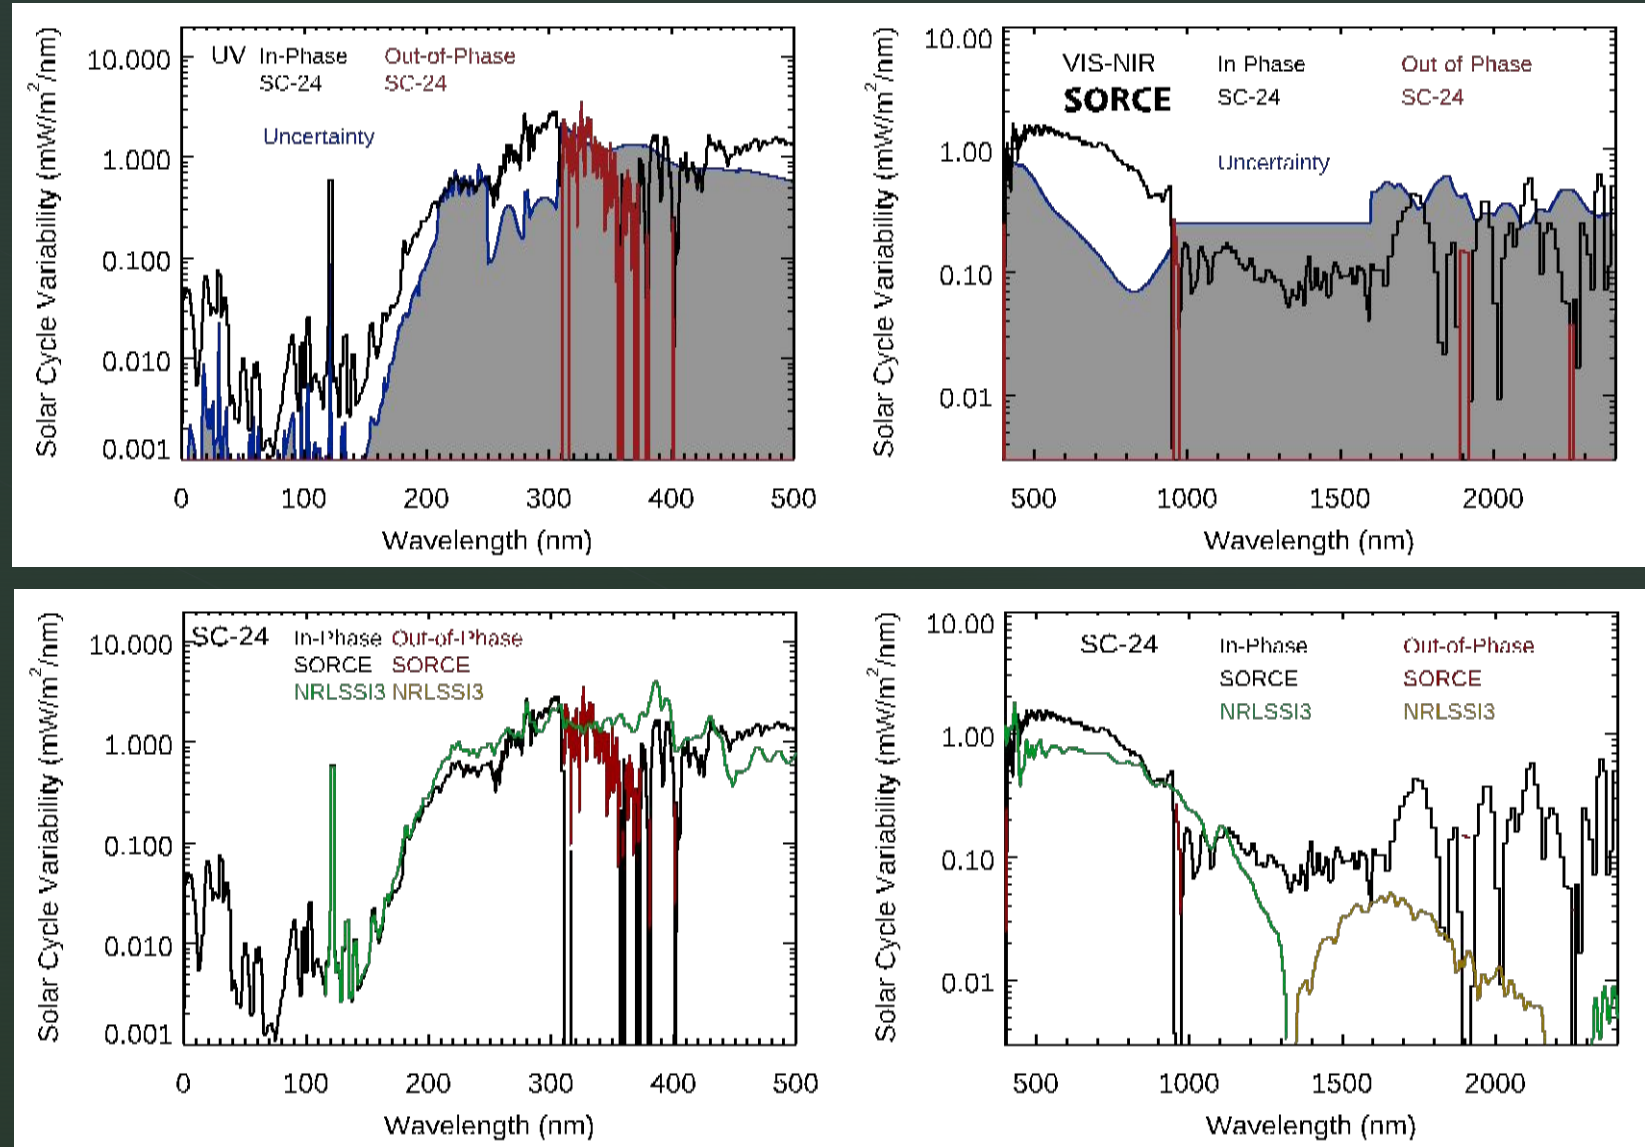 UV In-Phase Out-of-Phase
SC-24 SC-24
Uncertainty
Solar Cycle Variability (mW/m²/nm)
10.000
1.000
0.100
0.010
0.001
0 100 200 300 400 500
Wavelength (nm)
VIS-NIR In Phase Out of Phase
SORCE SC-24 SC-24
Uncertainty
Solar Cycle Variability (mW/m²/nm)
10.00
1.00
0.10
0.01
500 1000 1500 2000
Wavelength (nm)
SC-24 In-Phase Out-of-Phase
SORCE SORCE
NRLSSI3 NRLSSI3
Solar Cycle Variability (mW/m²/nm)
10.000
1.000
0.100
0.010
0.001
0 100 200 300 400 500
Wavelength (nm)
SC-24 In-Phase Out-of-Phase
SORCE SORCE
NRLSSI3 NRLSSI3
Solar Cycle Variability (mW/m²/nm)
10.00
1.00
0.10
0.01
500 1000 1500 2000
Wavelength (nm)